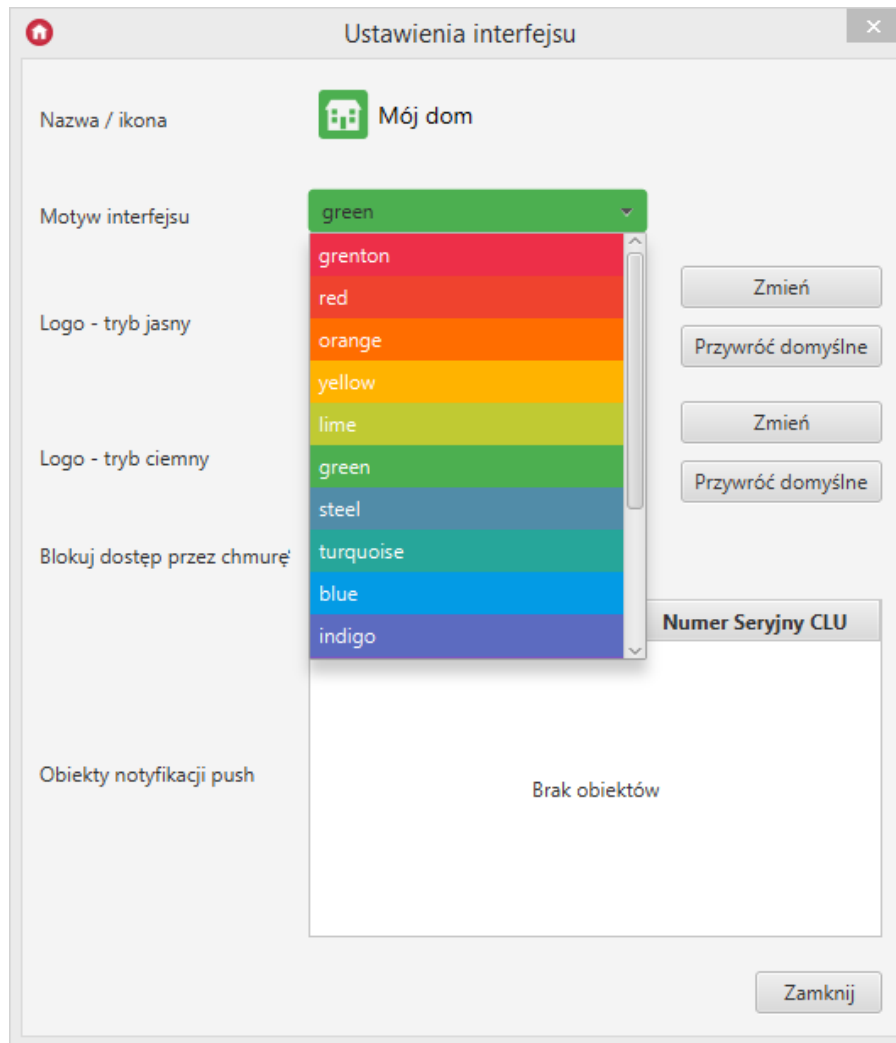 Ustawienia interfejsu
Nazwa / ikona
Mój dom
Motyw interfejsu
green
grenton
red
orange
yellow
lime
green
steel
turquoise
blue
indigo
Logo - tryb jasny
Zmień
Przywróć domyślne
Logo - tryb ciemny
Zmień
Przywróć domyślne
Blokuj dostęp przez chmurę
Numer Seryjny CLU
Obiekty notyfikacji push
Brak obiektów
Zamknij